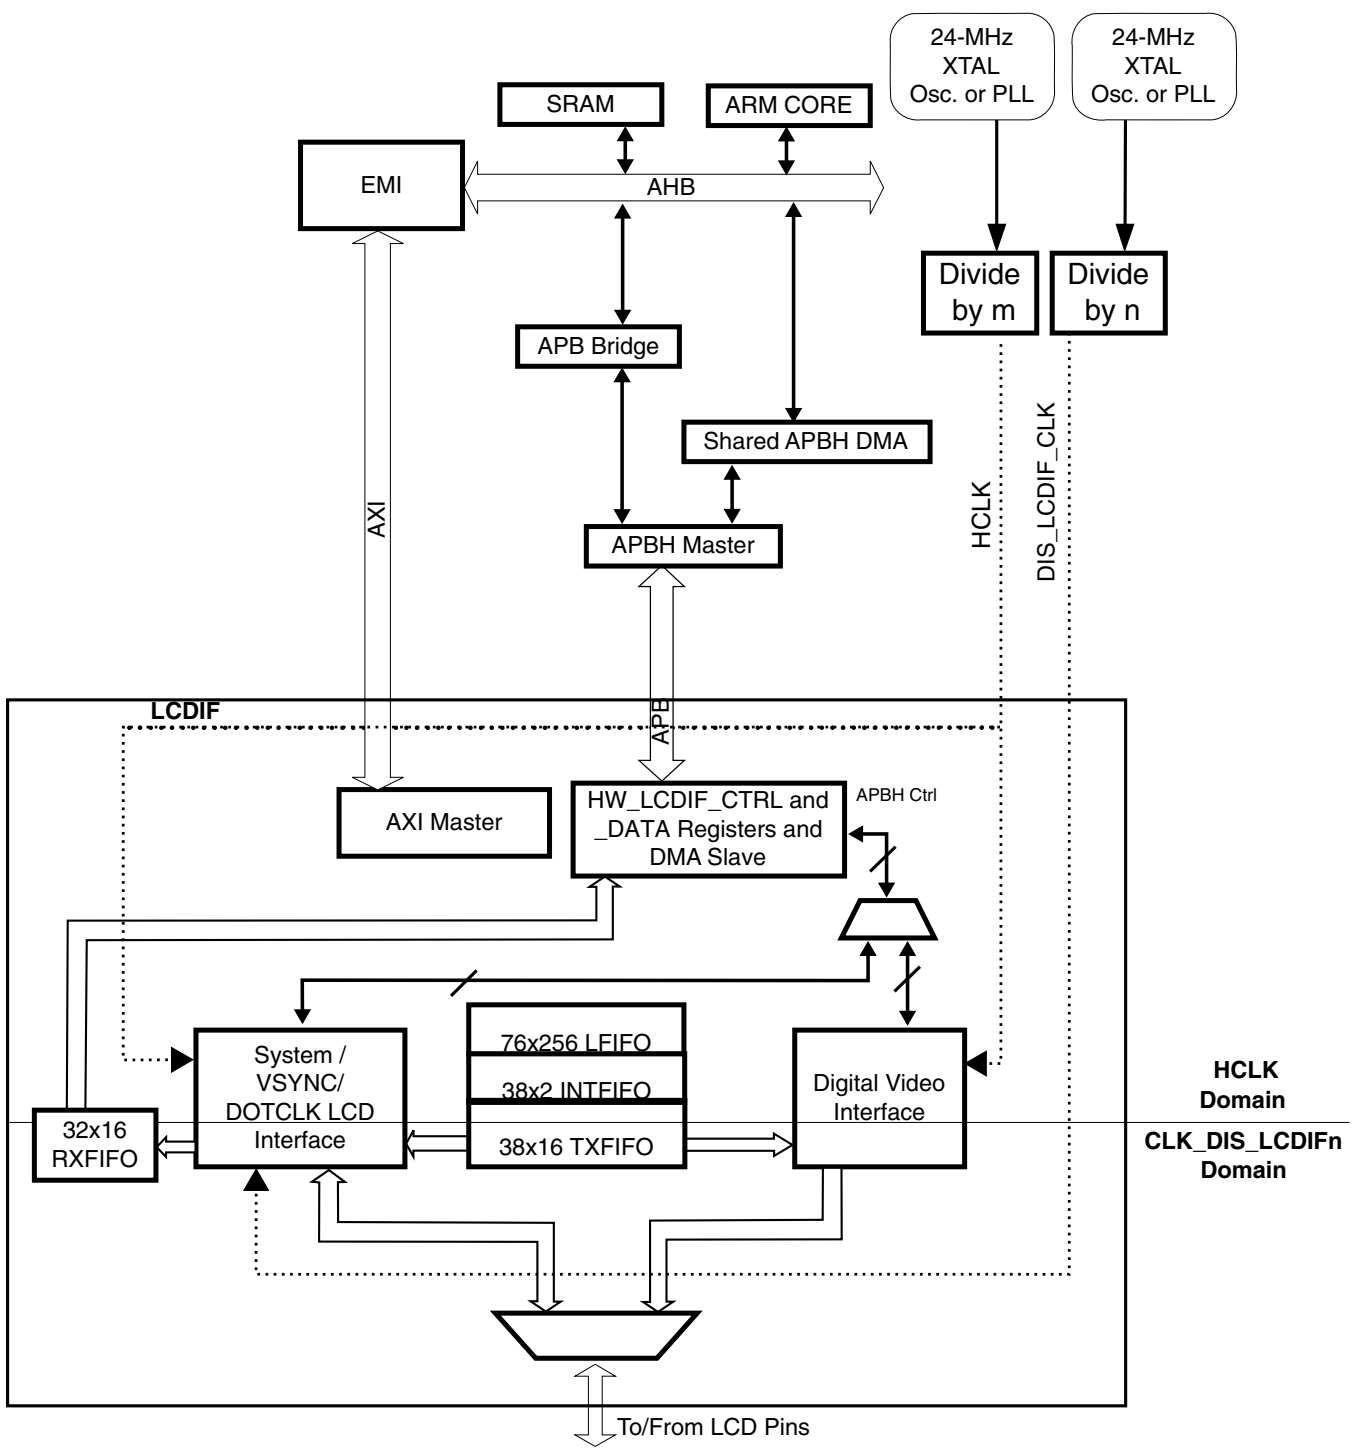 24-MHz
XTAL
Osc. or PLL
24-MHz
XTAL
Osc. or PLL
SRAM
ARM CORE
EMI
AHB
Divide
by m
Divide
by n
APB Bridge
Shared APBH DMA
AXI
HCLK
DIS_LCDIF_CLK
APBH Master
LCDIF
APB
AXI Master
HW_LCDIF_CTRL and
_DATA Registers and
DMA Slave
APBH Ctrl
System /
VSYNC/
DOTCLK LCD
Interface
76x256 LFIFO
38x2 INTFIFO
38x16 TXFIFO
Digital Video
Interface
HCLK
Domain
32x16
RXFIFO
CLK_DIS_LCDIFn
Domain
To/From LCD Pins